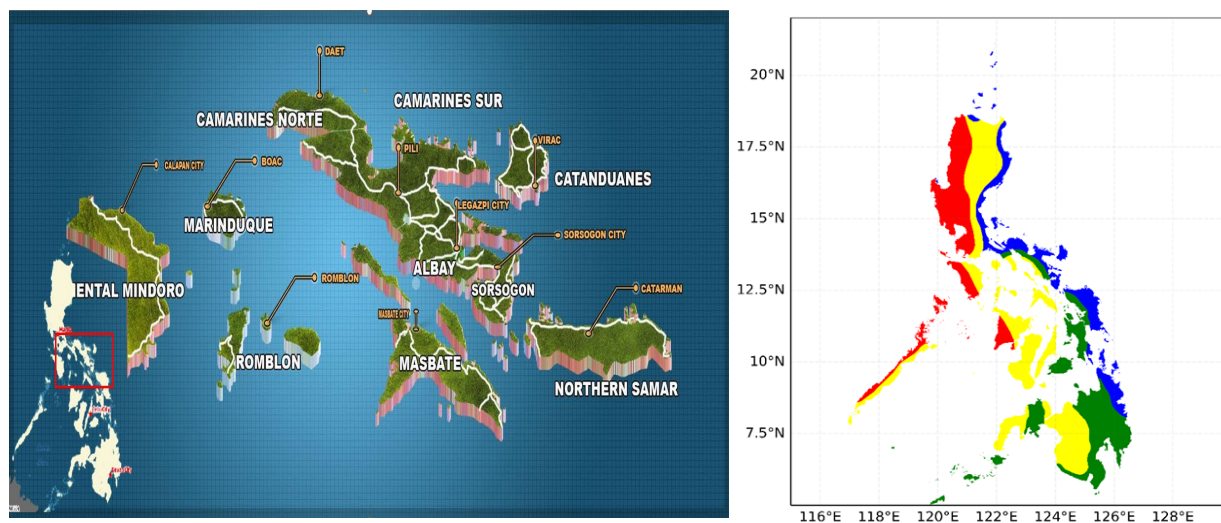 DAET
CAMARINES SUR
CAMARINES NORTE
VIRAC
PILI
BOAC
CALAPAN CITY
CATANDUANES
LEGAZPI CITY
MARINDUQUE
SORSOGON CITY
ALBAY
ROMBLON
SORSOGON
ENTAL MINDORO
CATARMAN
MASBATE CITY
ROMBLON
MASBATE
NORTHERN SAMAR
20°N
17.5°N
15°N
12.5°N
10°N
7.5°N
116°E 118°E 120°E 122°E 124°E 126°E 128°E